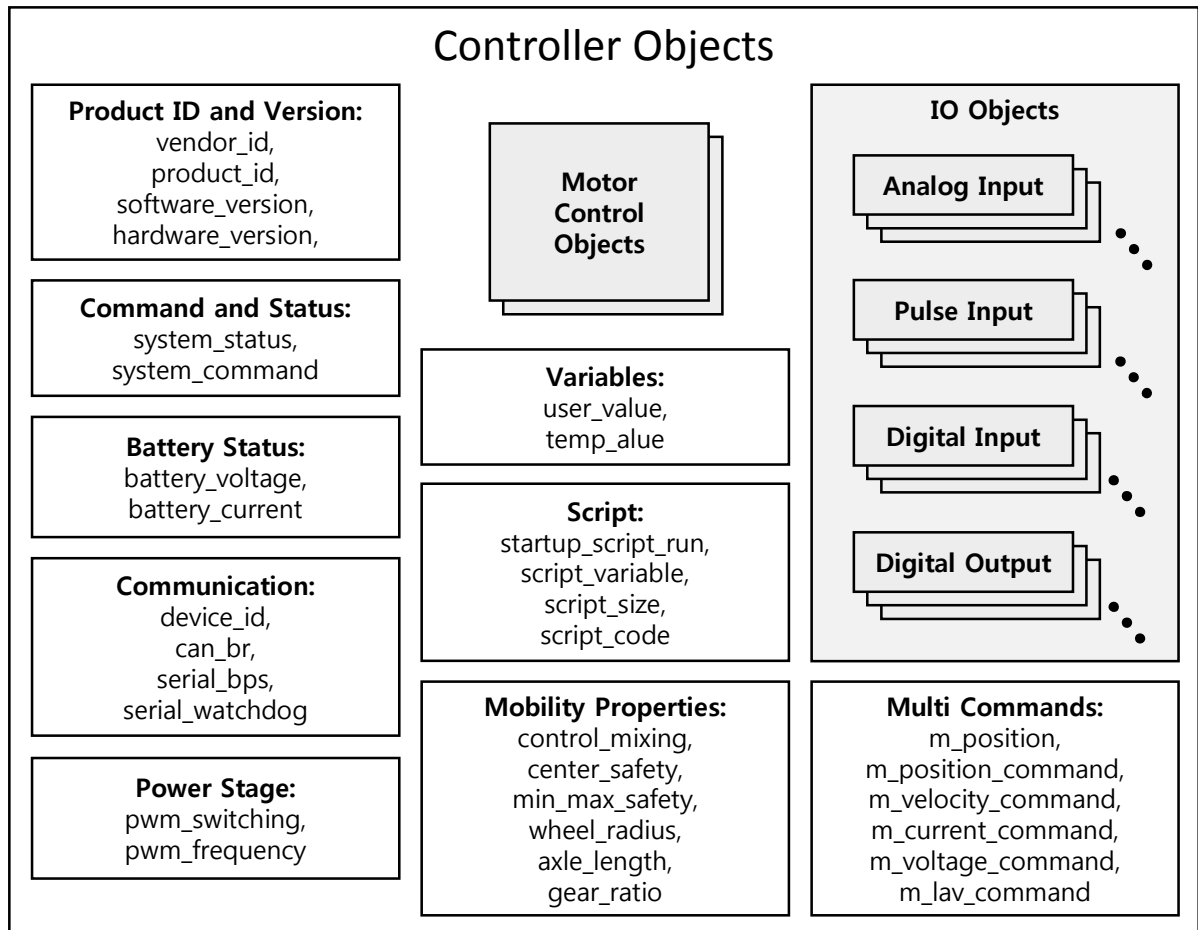 Controller Objects
Product ID and Version:
vendor_id,
product_id,
software_version,
hardware_version,
Command and Status:
system_status,
system_command
Battery Status:
battery_voltage,
battery_current
Communication:
device_id,
can_br,
serial_bps,
serial_watchdog
Power Stage:
pwm_switching,
pwm_frequency
Motor
Control
Objects
Variables:
user_value,
temp_alue
Script:
startup_script_run,
script_variable,
script_size,
script_code
Mobility Properties:
control_mixing,
center_safety,
min_max_safety,
wheel_radius,
axle_length,
gear_ratio
IO Objects
Analog Input
Pulse Input
Digital Input
Digital Output
Multi Commands:
m_position,
m_position_command,
m_velocity_command,
m_current_command,
m_voltage_command,
m_lav_command